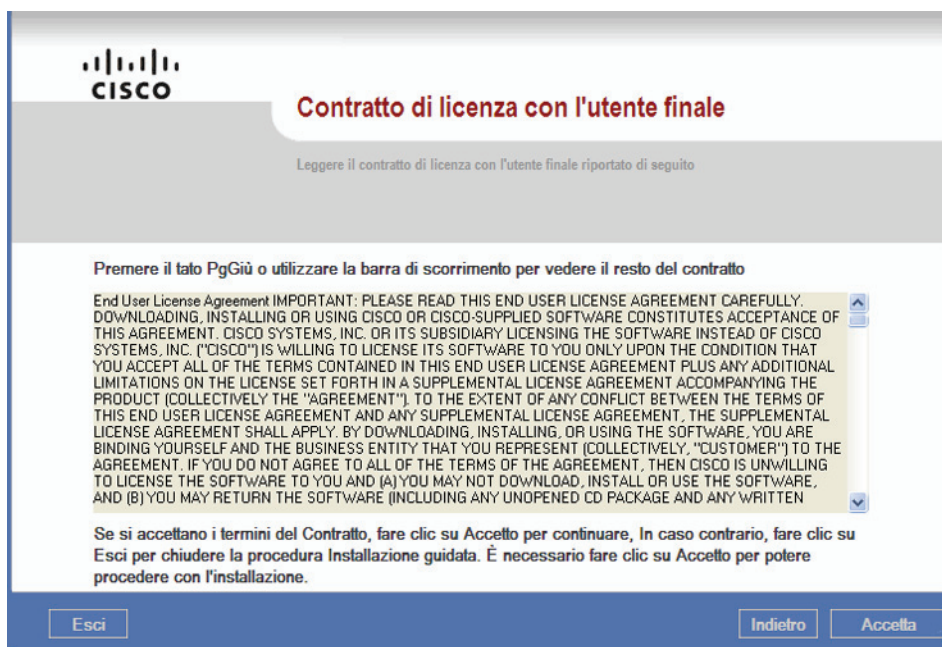 CISCO
Contratto di licenza con l'utente finale
Leggere il contratto di licenza con l'utente finale riportato di seguito
Premere il tato PgGiù o utilizzare la barra di scorrimento per vedere il resto del contratto
End User License Agreement IMPORTANT: PLEASE READ THIS END USER LICENSE AGREEMENT CAREFULLY.
DOWNLOADING, INSTALLING OR USING CISCO OR CISCO-SUPPLIED SOFTWARE CONSTITUTES ACCEPTANCE OF
THIS AGREEMENT. CISCO SYSTEMS, INC. OR ITS SUBSIDIARY LICENSING THE SOFTWARE INSTEAD OF CISCO
SYSTEMS, INC. ("CISCO") IS WILLING TO LICENSE ITS SOFTWARE TO YOU ONLY UPON THE CONDITION THAT
YOU ACCEPT ALL OF THE TERMS CONTAINED IN THIS END USER LICENSE AGREEMENT PLUS ANY ADDITIONAL
LIMITATIONS ON THE LICENSE SET FORTH IN A SUPPLEMENTAL LICENSE AGREEMENT ACCOMPANYING THE
PRODUCT (COLLECTIVELY THE "AGREEMENT"). TO THE EXTENT OF ANY CONFLICT BETWEEN THE TERMS OF
THIS END USER LICENSE AGREEMENT AND ANY SUPPLEMENTAL LICENSE AGREEMENT, THE SUPPLEMENTAL
LICENSE AGREEMENT SHALL APPLY. BY DOWNLOADING, INSTALLING, OR USING THE SOFTWARE, YOU ARE
BINDING YOURSELF AND THE BUSINESS ENTITY THAT YOU REPRESENT (COLLECTIVELY, "CUSTOMER") TO THE
AGREEMENT. IF YOU DO NOT AGREE TO ALL OF THE TERMS OF THE AGREEMENT, THEN CISCO IS UNWILLING
TO LICENSE THE SOFTWARE TO YOU AND (A) YOU MAY NOT DOWNLOAD, INSTALL OR USE THE SOFTWARE,
AND (B) YOU MAY RETURN THE SOFTWARE (INCLUDING ANY UNOPENED CD PACKAGE AND ANY WRITTEN
Se si accettano i termini del Contratto, fare clic su Accetto per continuare, In caso contrario, fare clic su
Esci per chiudere la procedura Installazione guidata. È necessario fare clic su Accetto per potere
procedere con l'installazione.
Esci
Indietro
Accetta